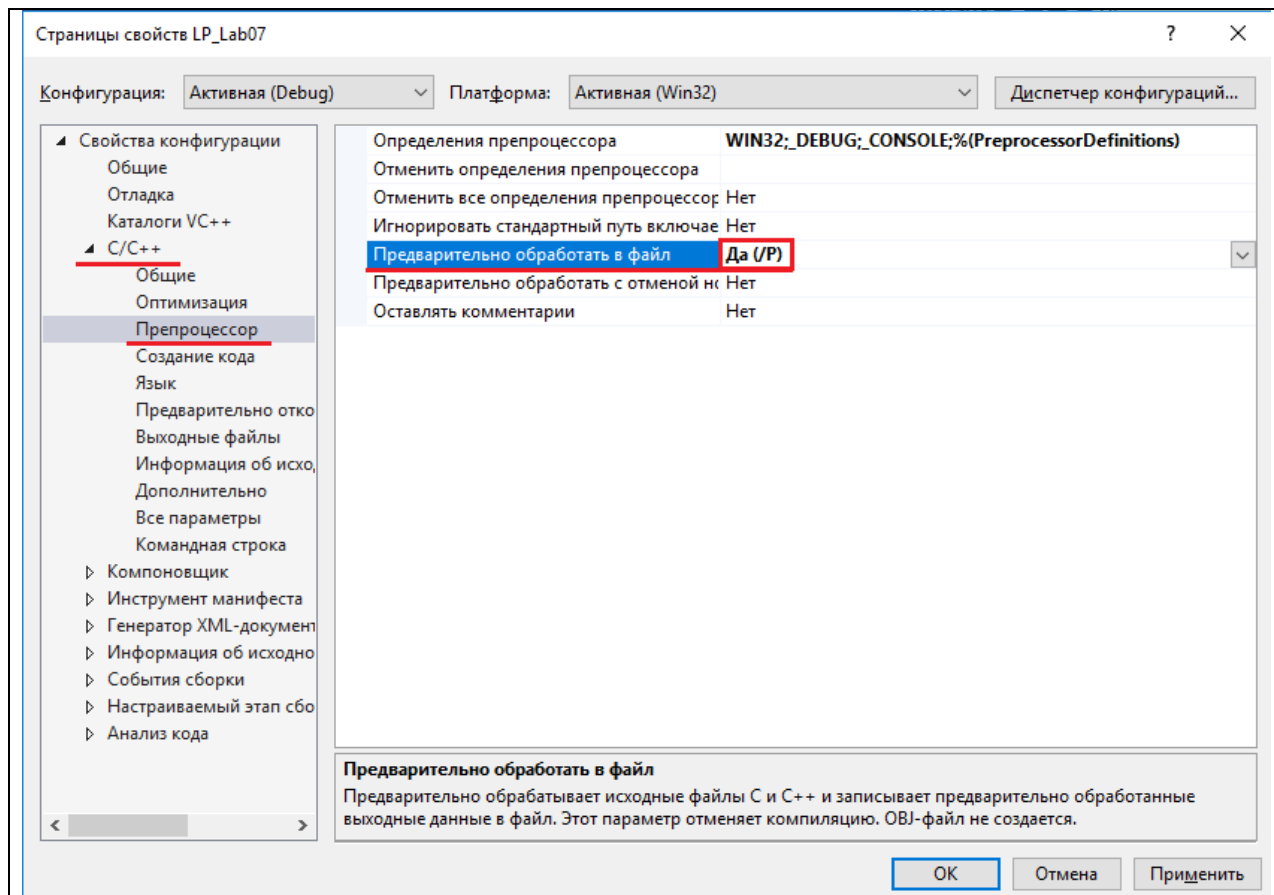 Страницы свойств LP_Lab07
?
Конфигурация: Активная (Debug) Платформа: Активная (Win32) Диспетчер конфигураций...
Свойства конфигурации
Общие
Отладка
Каталоги VC++
C/C++
Общие
Оптимизация
Препроцессор
Создание кода
Язык
Предварительно отко
Выходные файлы
Информация об исхо
Дополнительно
Все параметры
Командная строка
Компоновщик
Инструмент манифеста
Генератор XML-документ
Информация об исходно
События сборки
Настраиваемый этап сбо
Анализ кода
Определения препроцессора WIN32;_DEBUG;_CONSOLE;%(PreprocessorDefinitions)
Отменить определения препроцессора
Отменить все определения препроцессор Нет
Игнорировать стандартный путь включае Нет
Предварительно обработать в файл Да (/P)
Предварительно обработать с отменой но Нет
Оставлять комментарии Нет
Предварительно обработать в файл
Предварительно обрабатывает исходные файлы C и C++ и записывает предварительно обработанные
выходные данные в файл. Этот параметр отменяет компиляцию. OBJ-файл не создается.
ОК Отмена Применить